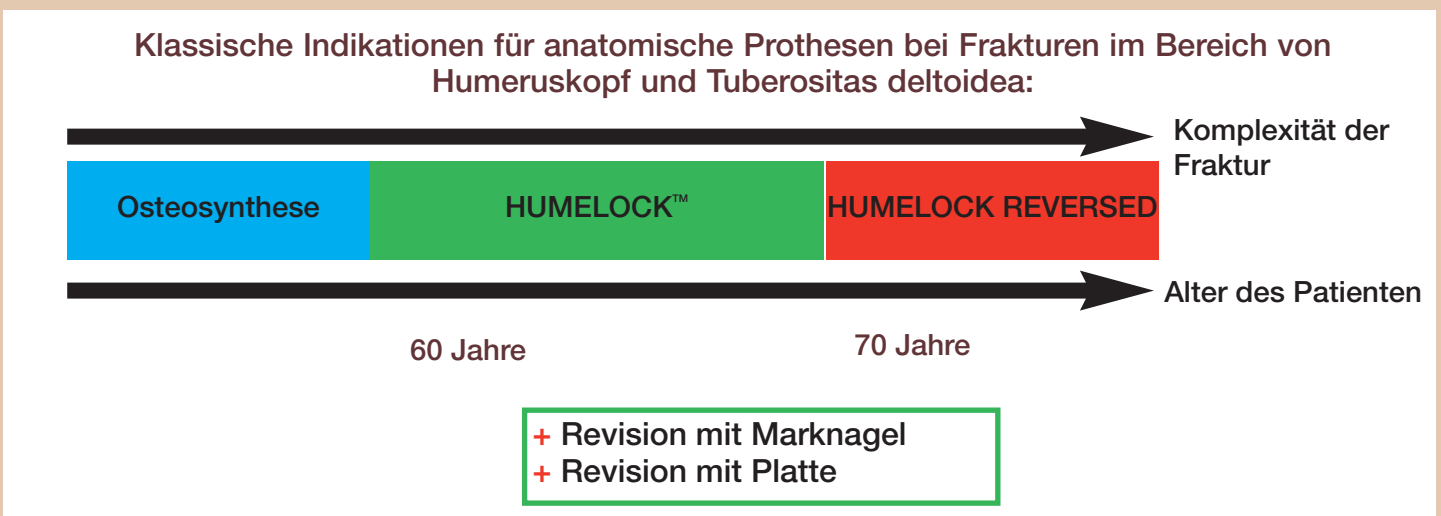 Klassische Indikationen für anatomische Prothesen bei Frakturen im Bereich von
Humeruskopf und Tuberositas deltoidea:
Komplexität der
Fraktur
Osteosynthese
HUMELOCK™
HUMELOCK REVERSED
Alter des Patienten
60 Jahre
70 Jahre
+ Revision mit Marknagel
+ Revision mit Platte